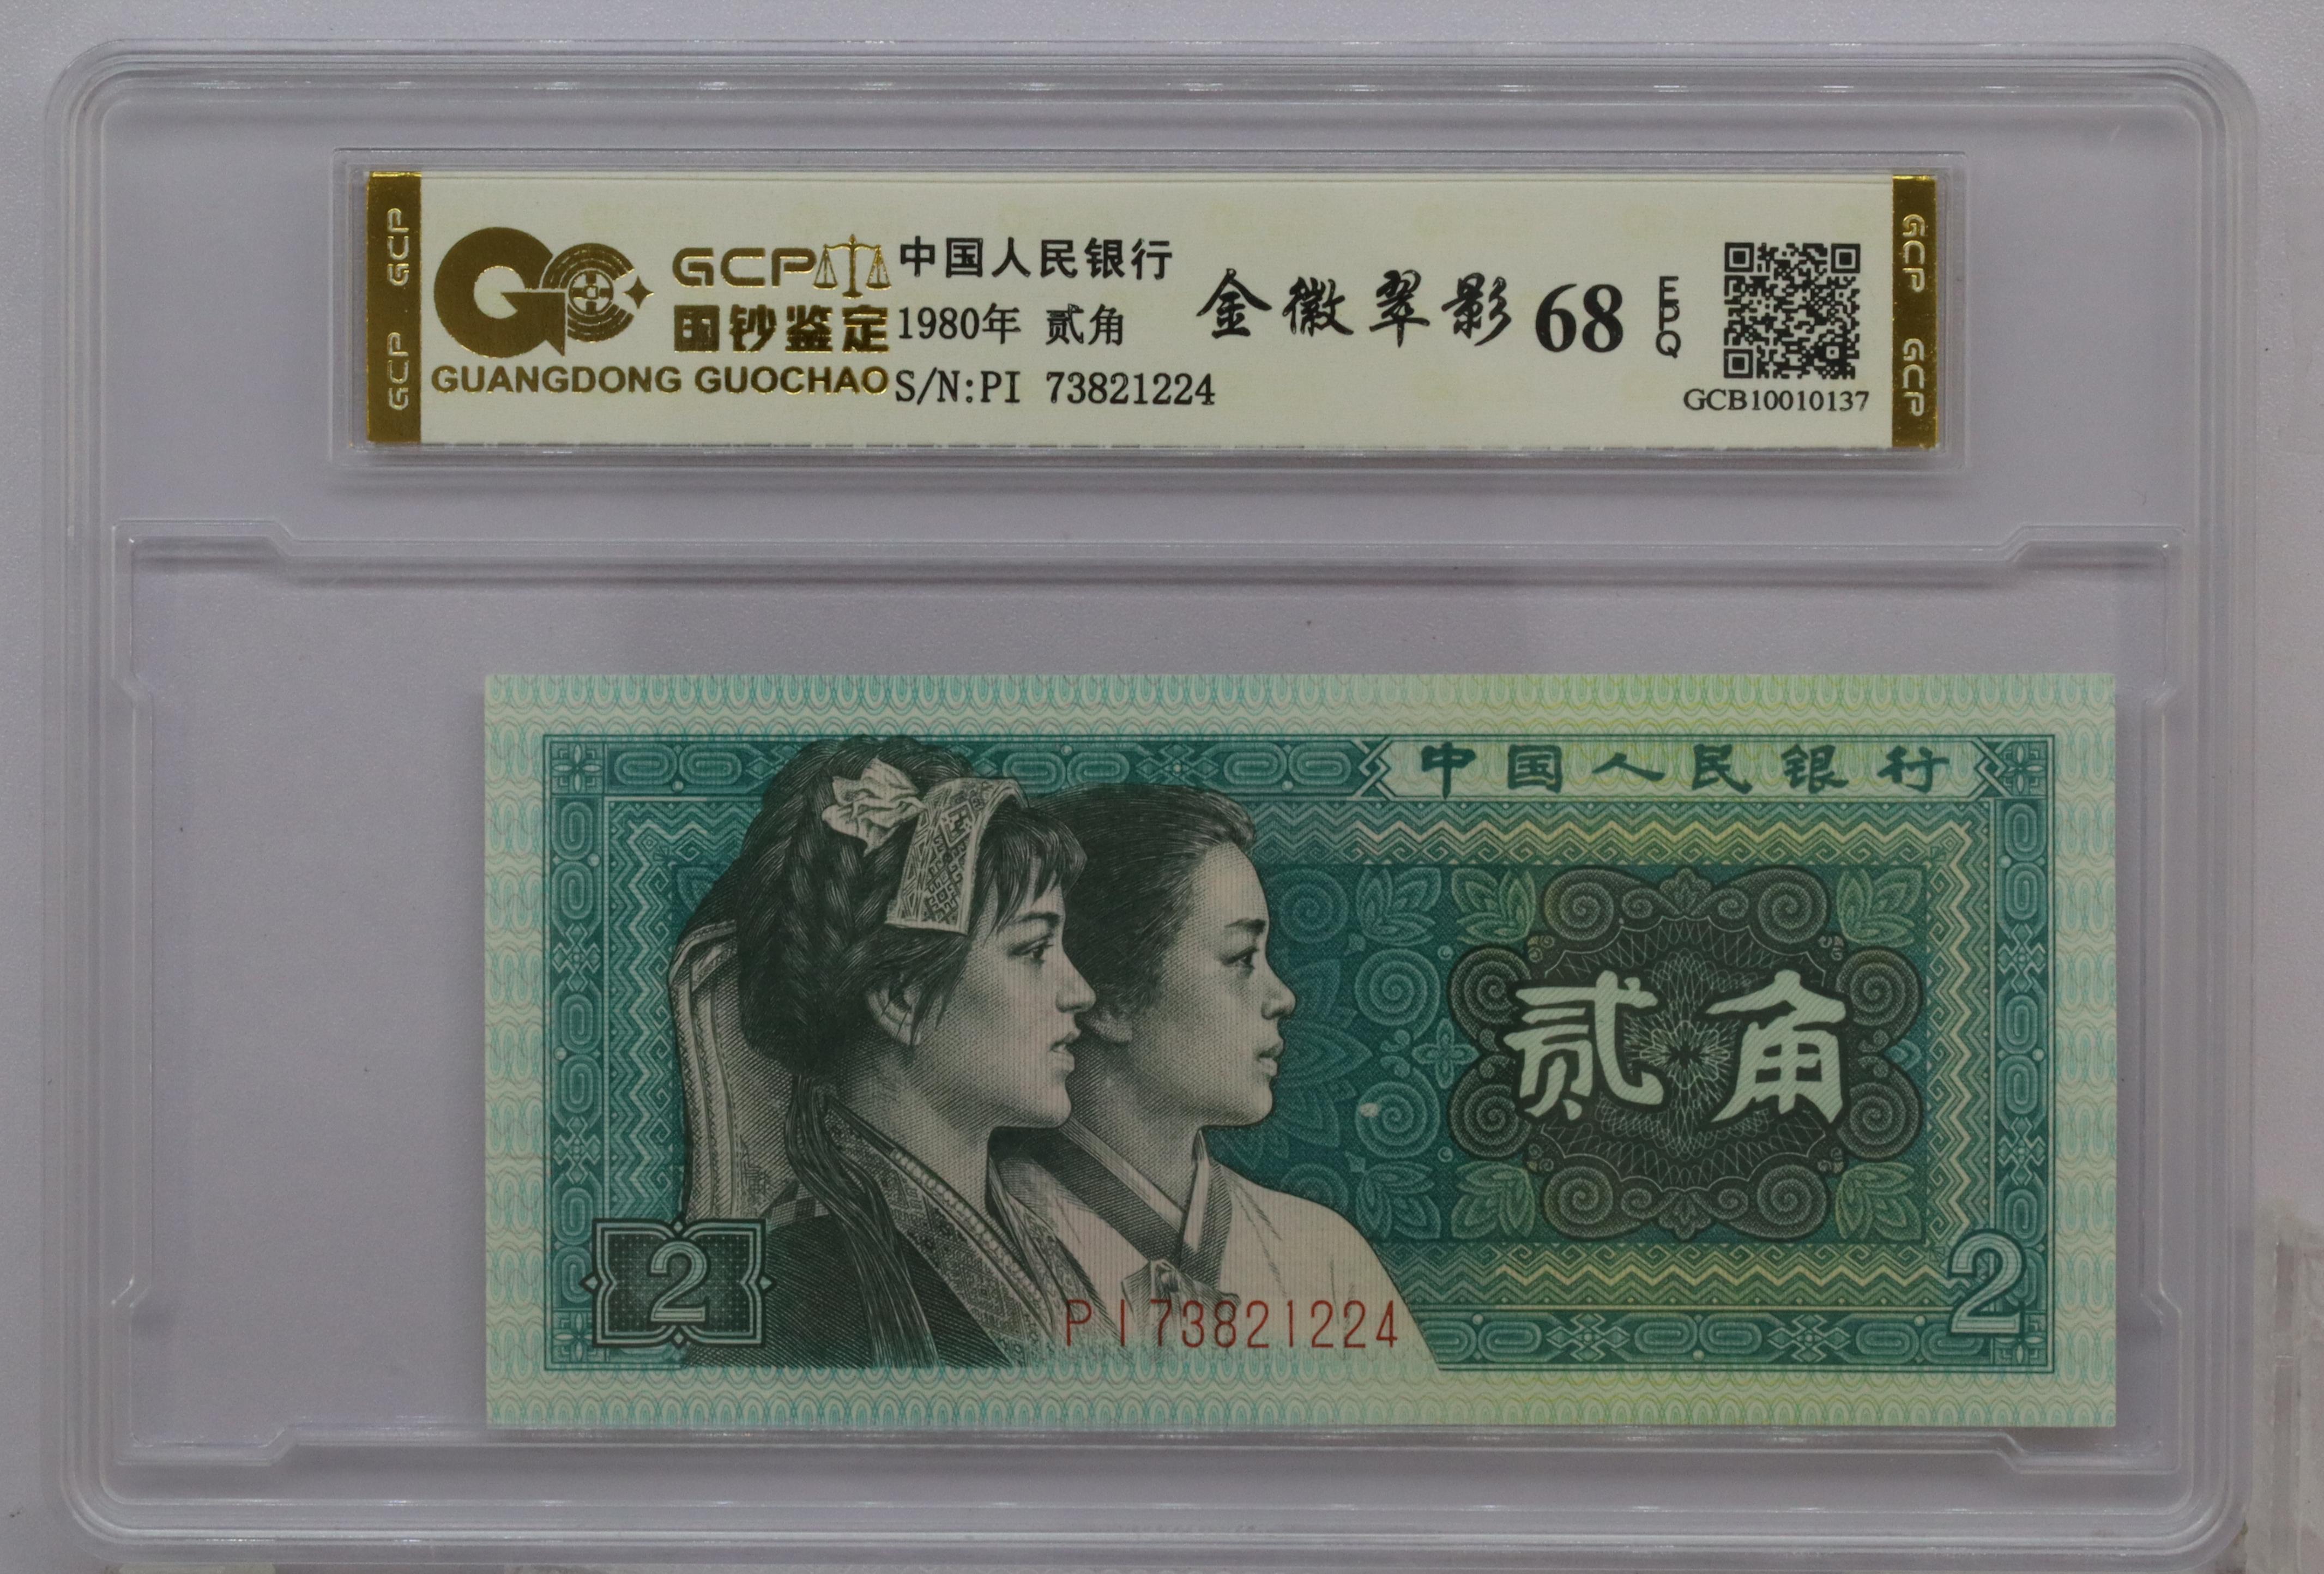 GCP GCP
GCP
国钞鉴定
GUANGDONG GUOCHAO
中国人民银行
1980年 贰角
S/N:PI 73821224
金徽翠影 68 EPQ
GCB10010137
GCP GCP
中国人民银行
贰角
2
PI73821224
2